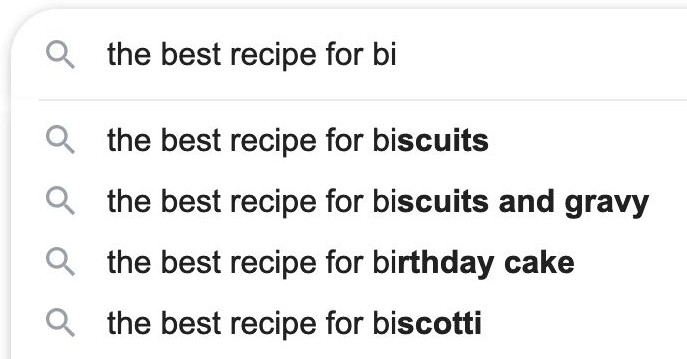 the best recipe for bi
the best recipe for biscuits
the best recipe for biscuits and gravy
the best recipe for birthday cake
the best recipe for biscotti